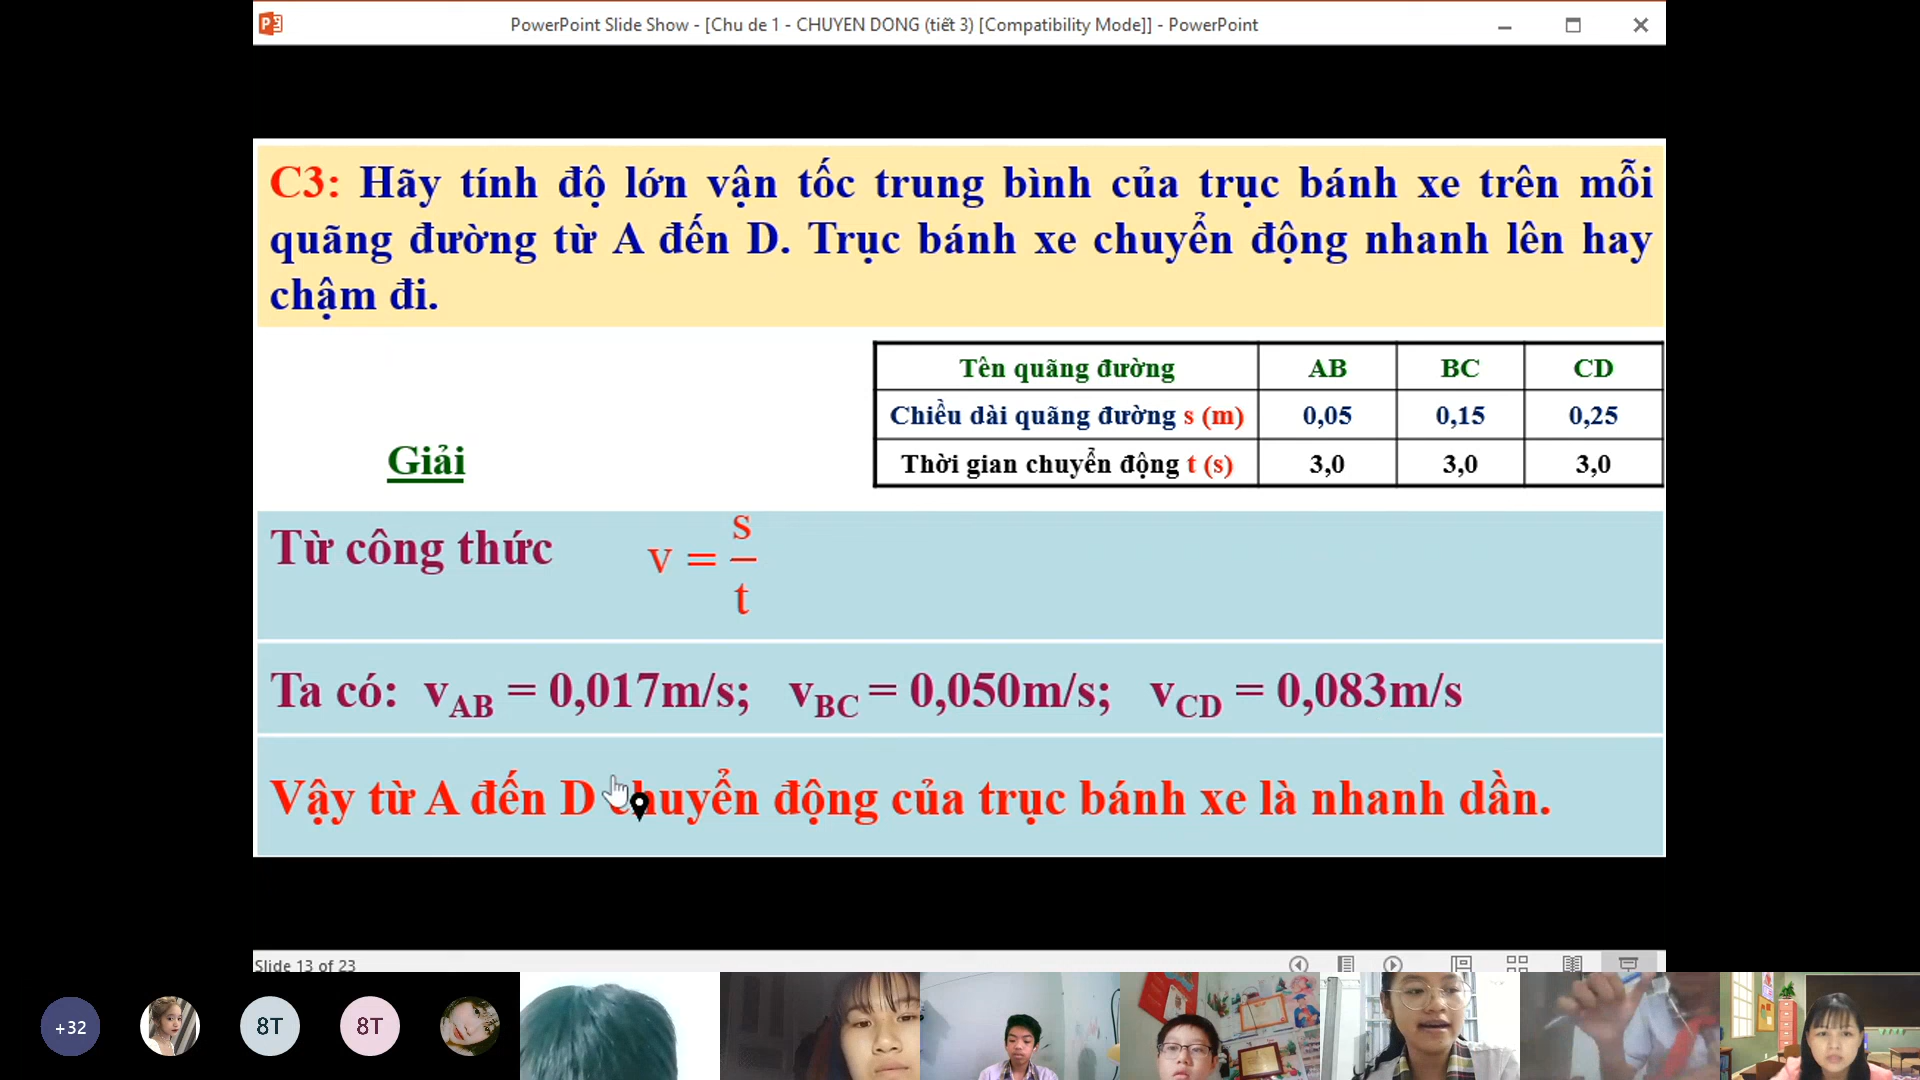 PowerPoint Slide Show - [Chu de 1 - CHUYEN DONG (tiết 3) [Compatibility Mode]] - PowerPoint
C3: Hãy tính độ lớn vận tốc trung bình của trục bánh xe trên mỗi
quãng đường từ A đến D. Trục bánh xe chuyển động nhanh lên hay
chậm đi.
Tên quãng đường AB BC CD
Chiều dài quãng đường s (m) 0,05 0,15 0,25
Thời gian chuyển động t (s) 3,0 3,0 3,0
Giải
Từ công thức v = s/t
Ta có: vAB = 0,017m/s; vBC = 0,050m/s; vCD = 0,083m/s
Vậy từ A đến D chuyển động của trục bánh xe là nhanh dần.
Slide 13 of 23
+32 8T 8T